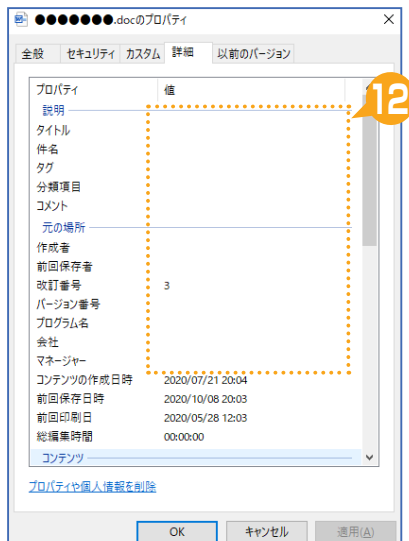 ●●●●●●●.docのプロパティ
全般 セキュリティ カスタム 詳細 以前のバージョン
プロパティ 値
12
説明
タイトル
件名
タグ
分類項目
コメント
元の場所
作成者
前回保存者
改訂番号 3
バージョン番号
プログラム名
会社
マネージャー
コンテンツの作成日時 2020/07/21 20:04
前回保存日時 2020/10/08 20:03
前回印刷日 2020/05/28 12:03
総編集時間 00:00:00
コンテンツ
プロパティや個人情報を削除
OK キャンセル 適用(A)